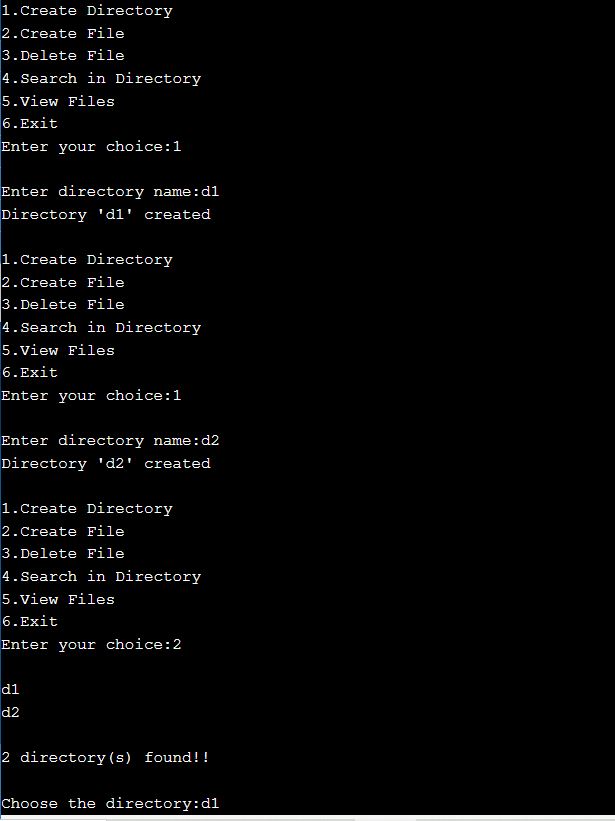 1.Create Directory
2.Create File
3.Delete File
4.Search in Directory
5.View Files
6.Exit
Enter your choice:1
Enter directory name:d1
Directory 'd1' created
1.Create Directory
2.Create File
3.Delete File
4.Search in Directory
5.View Files
6.Exit
Enter your choice:1
Enter directory name:d2
Directory 'd2' created
1.Create Directory
2.Create File
3.Delete File
4.Search in Directory
5.View Files
6.Exit
Enter your choice:2
d1
d2
2 directory(s) found!!
Choose the directory:d1